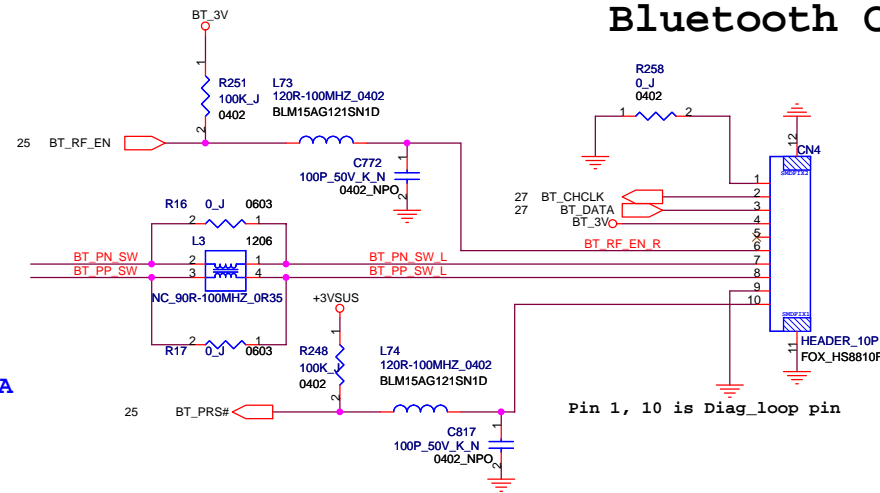 Bluetooth C
BT_3V
1
R251
100K_J
0402
2
L73
120R-100MHZ_0402
BLM15AG121SN1D
R258
0_J
0402
1
2
25 BT_RF_EN
C772
100P_50V_K_N
0402_NPO
1
2
12
CN4
SMDFIX2
1
2
3
4
5
6
7
8
9
10
27 BT_CHCLK
27 BT_DATA
BT_3V
BT_RF_EN_R
R16 0_J 0603
2
1
L3
1206
BT_PN_SW
2
1
BT_PN_SW_L
BT_PP_SW
3
4
BT_PP_SW_L
NC_90R-100MHZ_0R35
R17
2
0_J
1
0603
+3VSUS
1
R248
100K_J
0402
2
L74
120R-100MHZ_0402
BLM15AG121SN1D
SMDFIX1
11
HEADER_10P
FOX_HS8810F
A
25 BT_PRS#
Pin 1, 10 is Diag_loop pin
C817
100P_50V_K_N
0402_NPO
1
2